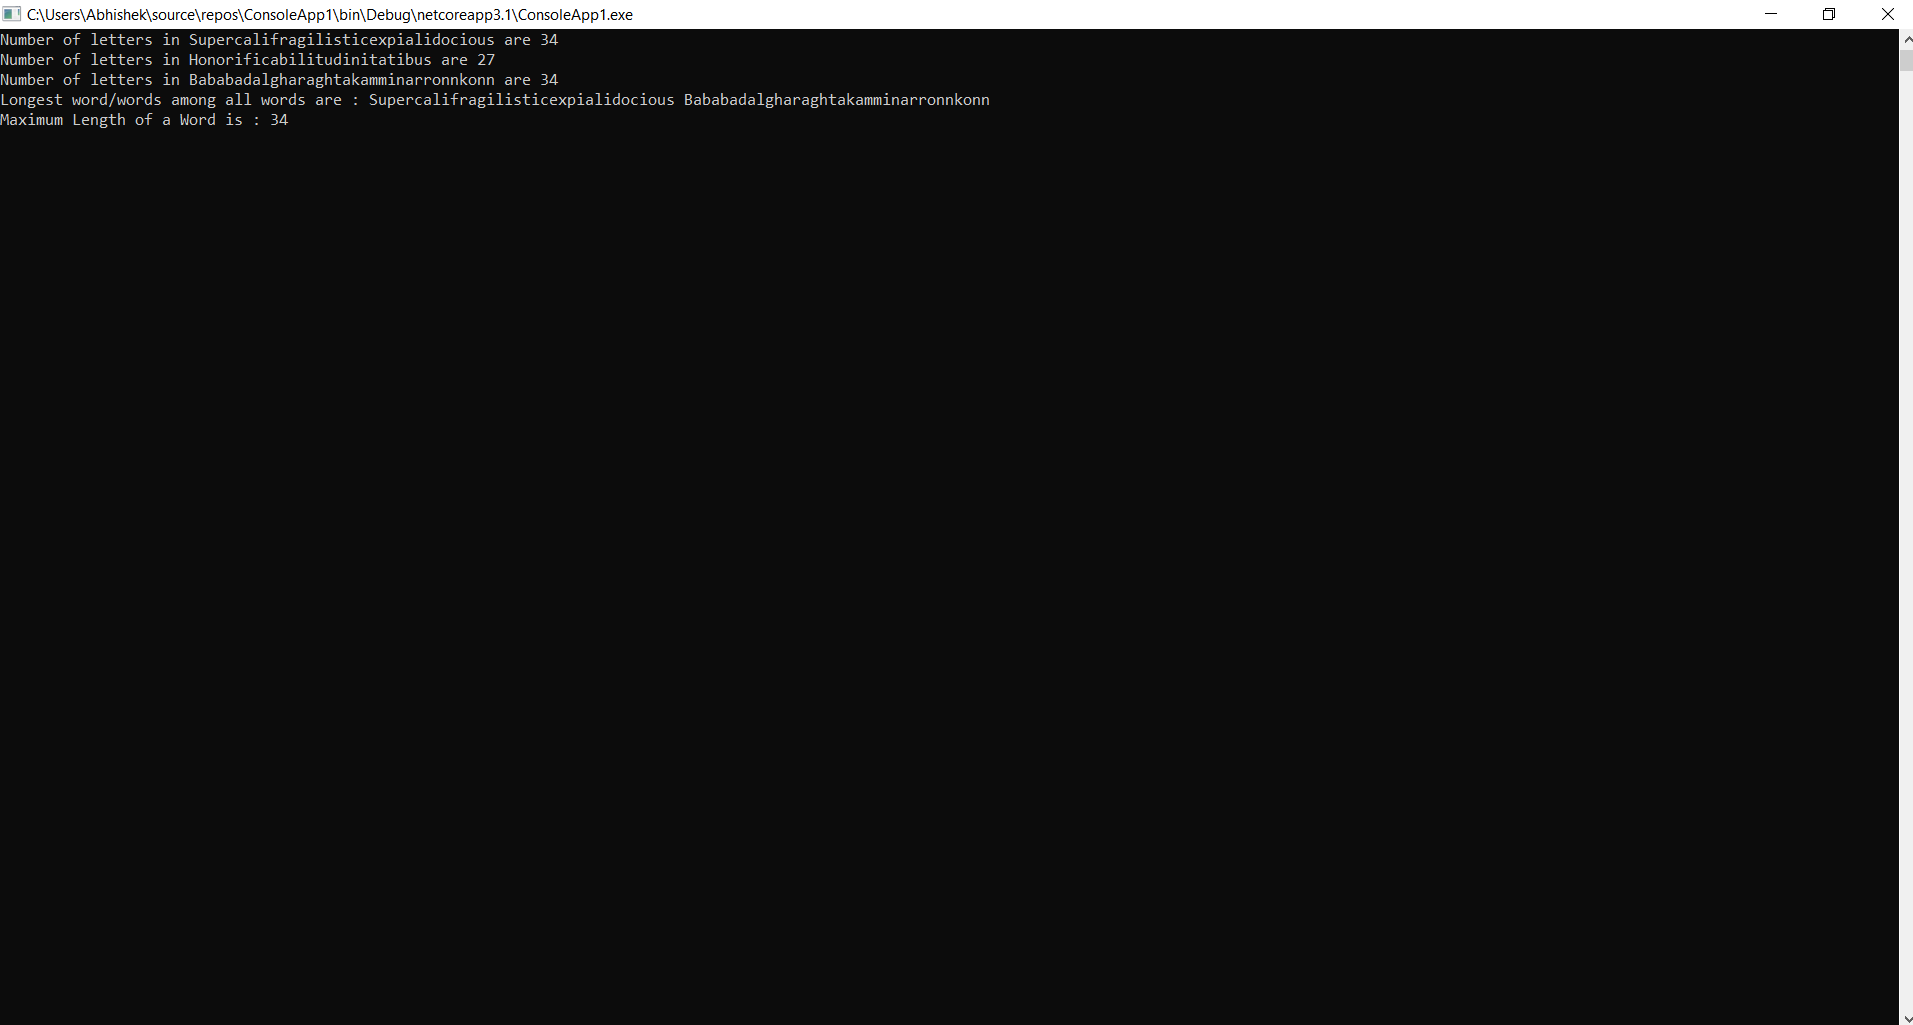 C:\Users\Abhishek\source\repos\ConsoleApp1\bin\Debug\netcoreapp3.1\ConsoleApp1.exe
Number of letters in Supercalifragilisticexpialidocious are 34
Number of letters in Honorificabilitudinitatibus are 27
Number of letters in Bababadalgharaghtakamminarronnkonn are 34
Longest word/words among all words are : Supercalifragilisticexpialidocious Bababadalgharaghtakamminarronnkonn
Maximum Length of a Word is : 34